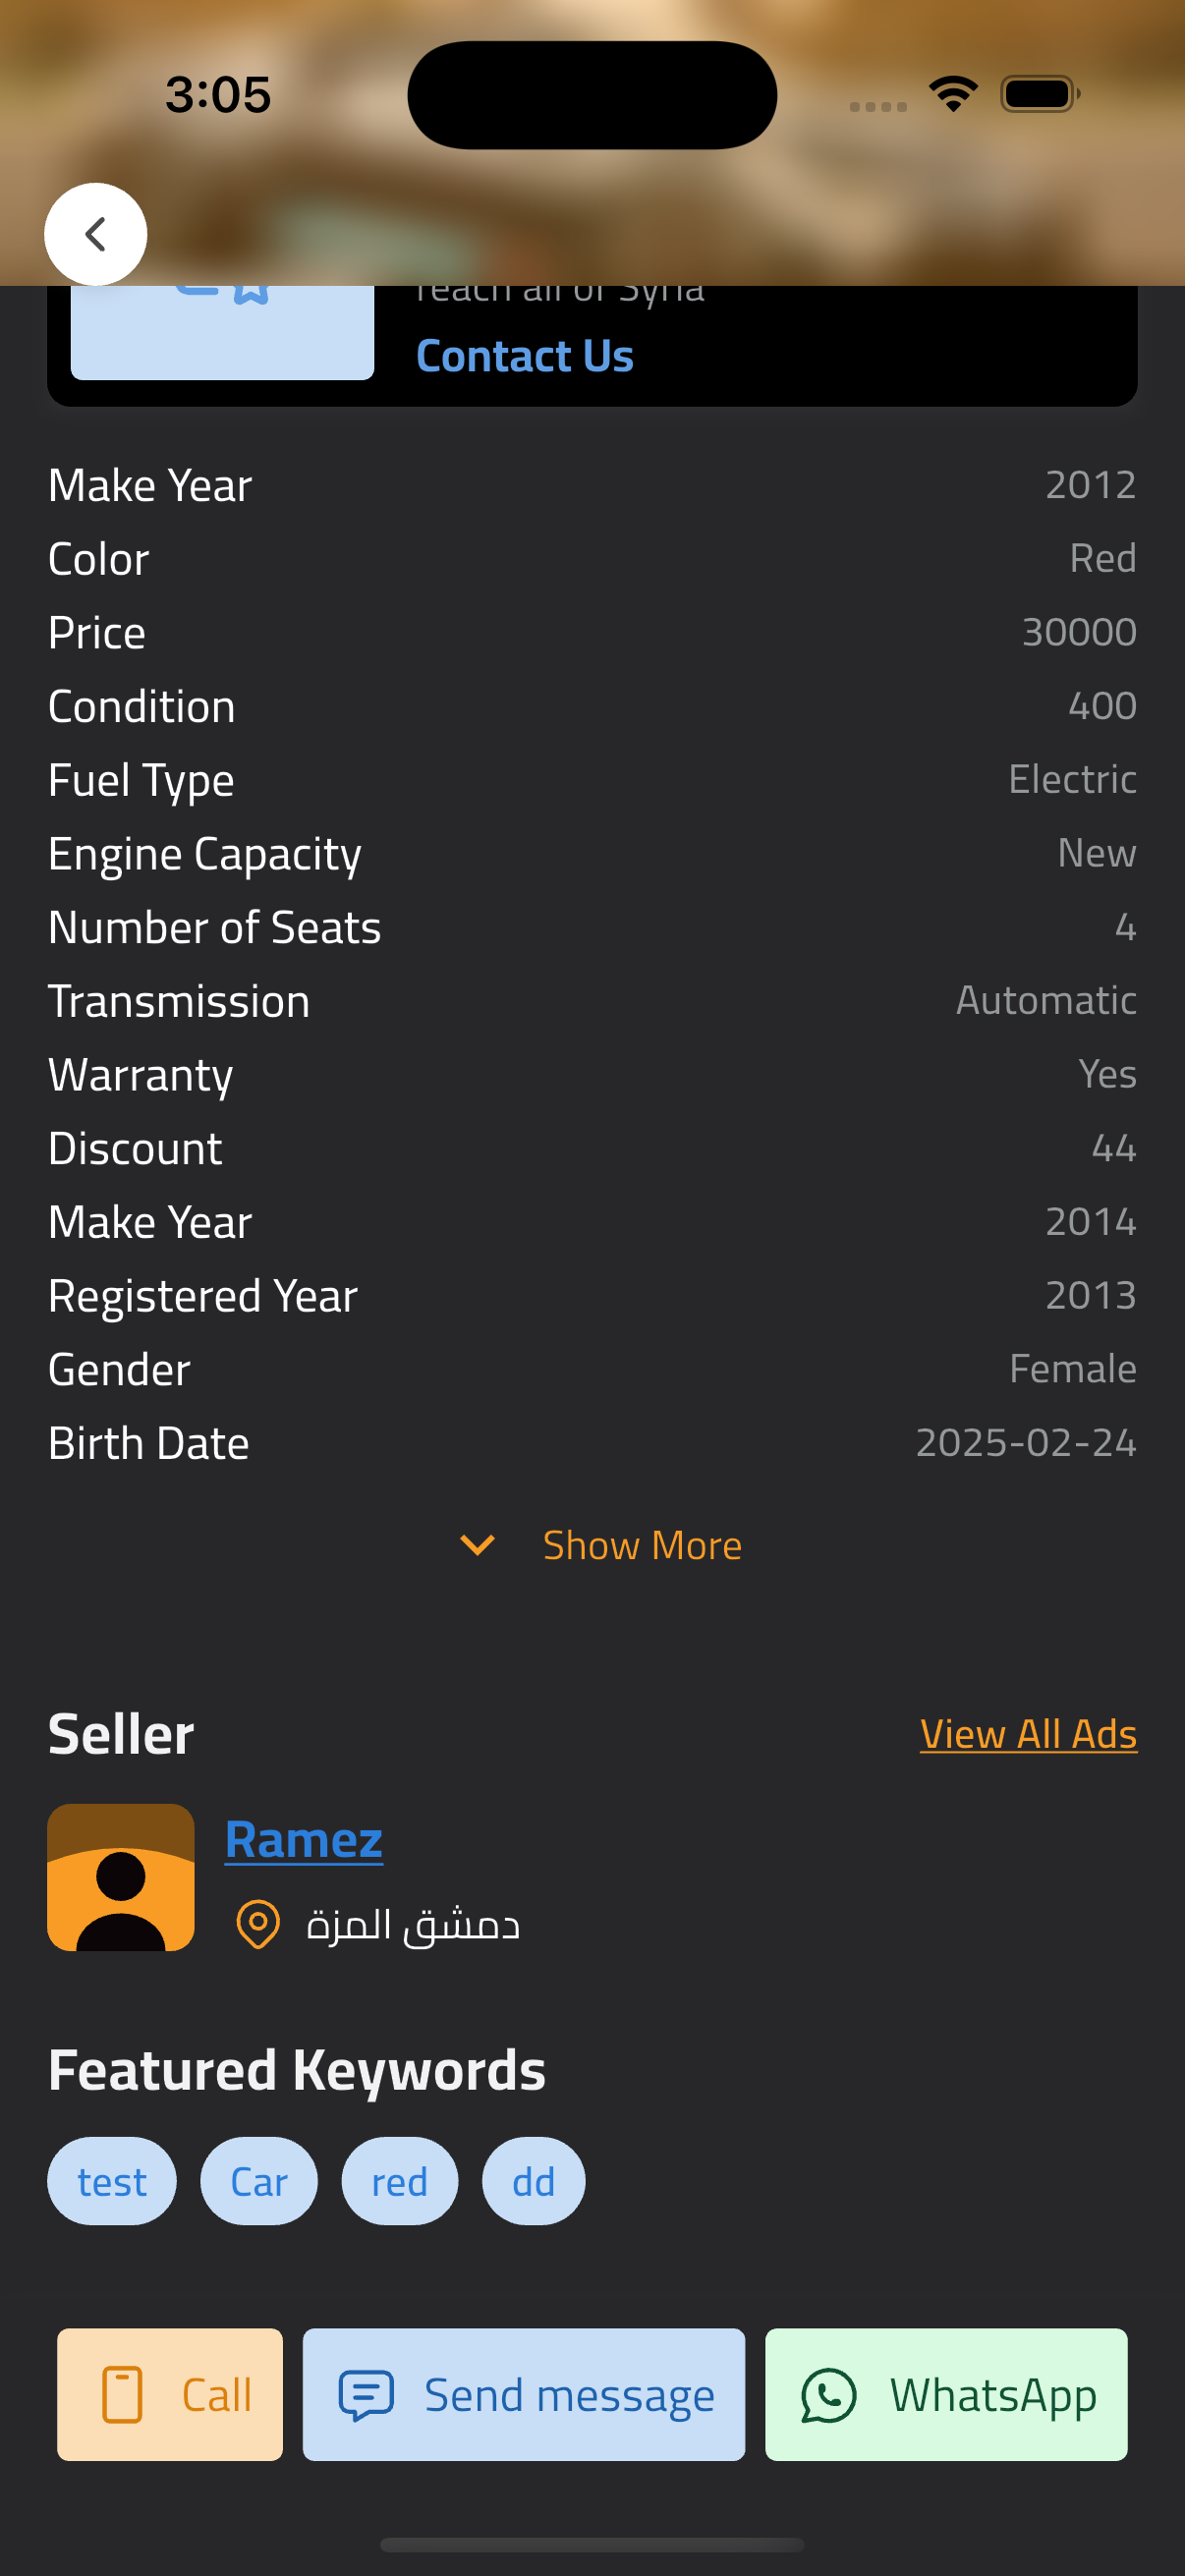 3:05
reach all of Syria
Contact Us
Make Year 2012
Color Red
Price 30000
Condition 400
Fuel Type Electric
Engine Capacity New
Number of Seats 4
Transmission Automatic
Warranty Yes
Discount 44
Make Year 2014
Registered Year 2013
Gender Female
Birth Date 2025-02-24
Show More
Seller View All Ads
Ramez
دمشق المزة
Featured Keywords
test Car red dd
Call Send message WhatsApp